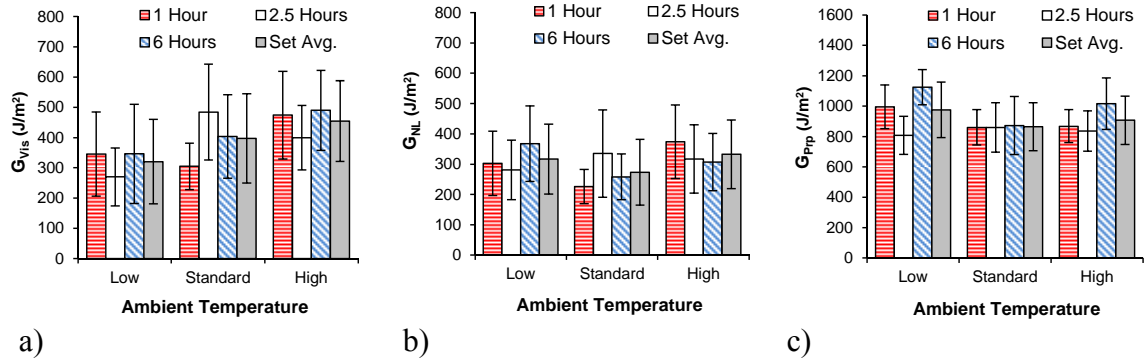 1 Hour 2.5 Hours
6 Hours Set Avg.
G_Vis (J/m²)
800
700
600
500
400
300
200
100
0
Low Standard High
Ambient Temperature
a)
1 Hour 2.5 Hours
6 Hours Set Avg.
G_NL (J/m²)
800
700
600
500
400
300
200
100
0
Low Standard High
Ambient Temperature
b)
1 Hour 2.5 Hours
6 Hours Set Avg.
G_Prp (J/m²)
1600
1400
1200
1000
800
600
400
200
0
Low Standard High
Ambient Temperature
c)